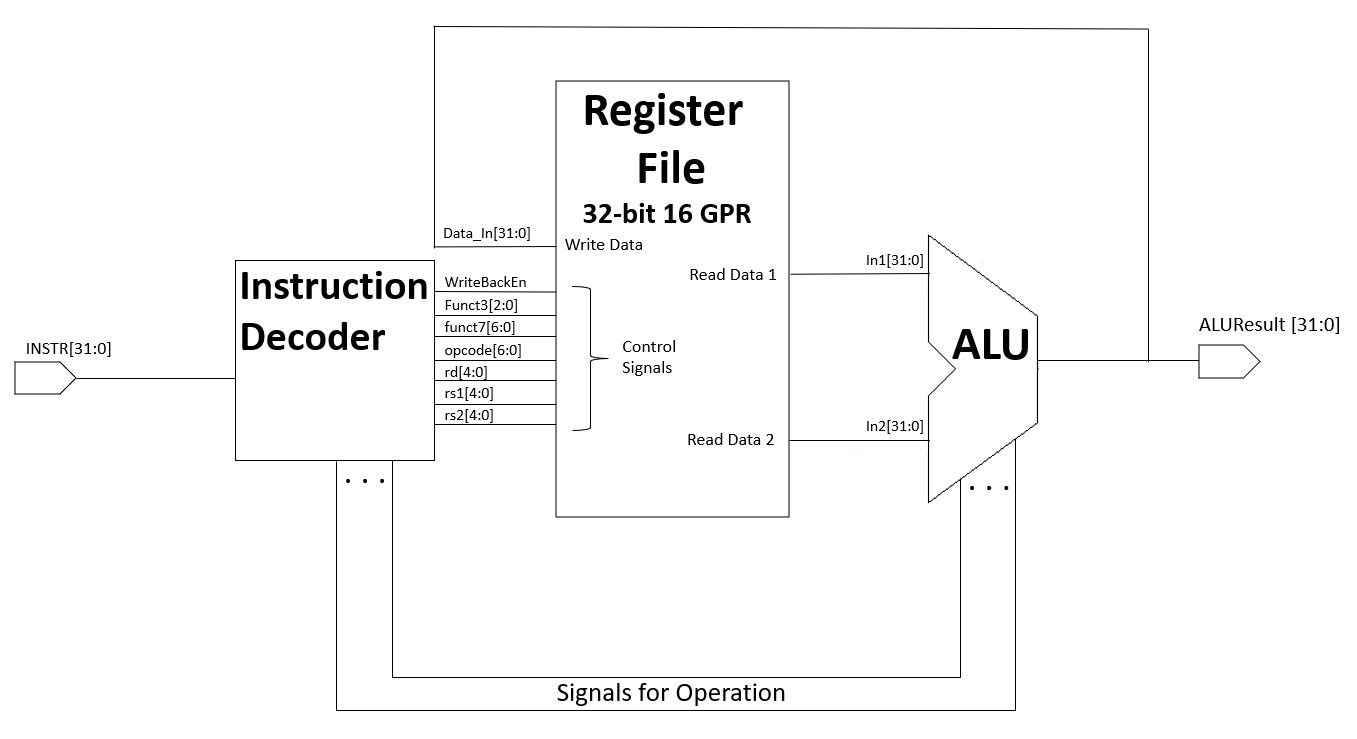 Register
File
32-bit 16 GPR
Data_In[31:0]
Write Data
Instruction
Decoder
WriteBackEn
Funct3[2:0]
funct7[6:0]
opcode[6:0]
rd[4:0]
rs1[4:0]
rs2[4:0]
Control
Signals
Read Data 1
Read Data 2
In1[31:0]
In2[31:0]
ALU
INSTR[31:0]
ALUResult [31:0]
. . .
. . .
Signals for Operation